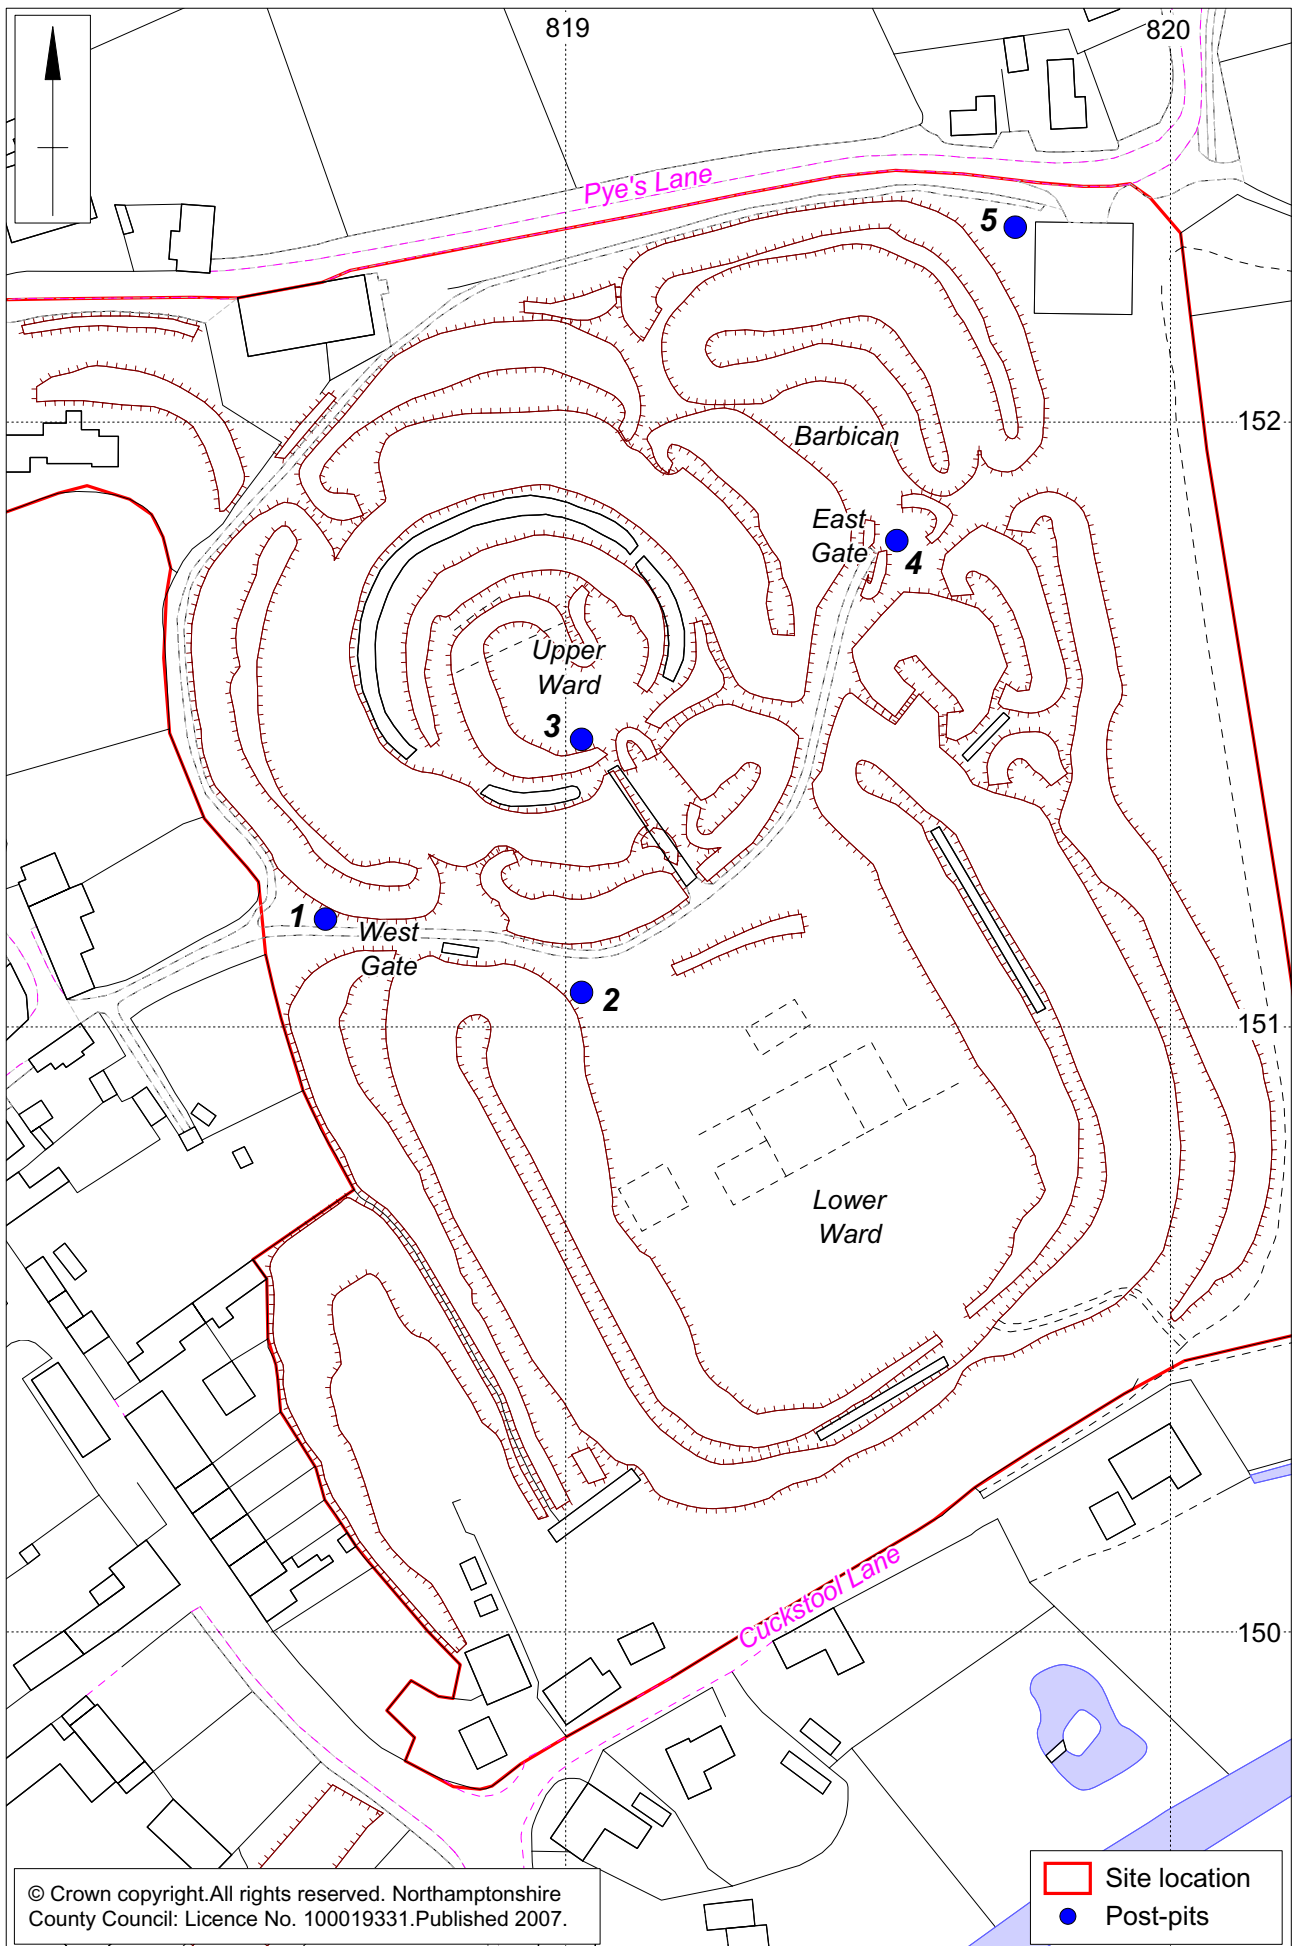 819
820
Pye's Lane
5
152
Barbican
East
Gate
4
Upper
Ward
3
1
West
Gate
2
151
Lower
Ward
Cuckstool Lane
150
© Crown copyright.All rights reserved. Northamptonshire
County Council: Licence No. 100019331.Published 2007.
Site location
Post-pits